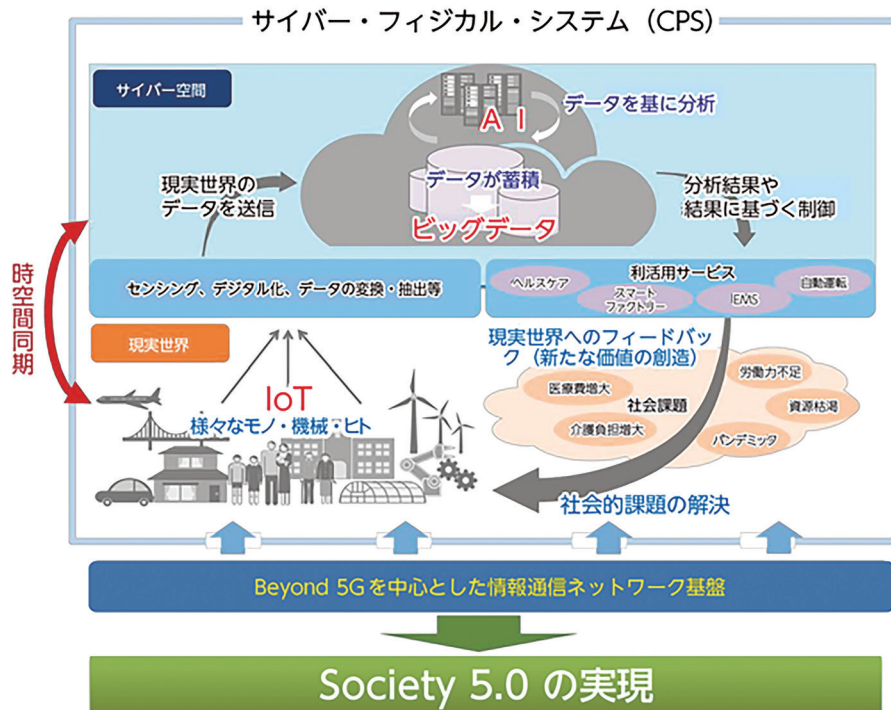 サイバー・フィジカル・システム（CPS）
サイバー空間
AI
データを基に分析
現実世界の
データを送信
データが蓄積
ビッグデータ
分析結果や
結果に基づく制御
時空間同期
センシング、デジタル化、データの変換・抽出等
利活用サービス
ヘルスケア
スマート
ファクトリー
EMS
自動運転
現実世界
IoT
様々なモノ・機械・ヒト
現実世界へのフィードバッ
ク（新たな価値の創造）
労働力不足
医療費増大
社会課題
資源枯渇
介護負担増大
パンデミック
社会的課題の解決
Beyond 5Gを中心とした情報通信ネットワーク基盤
Society 5.0 の実現